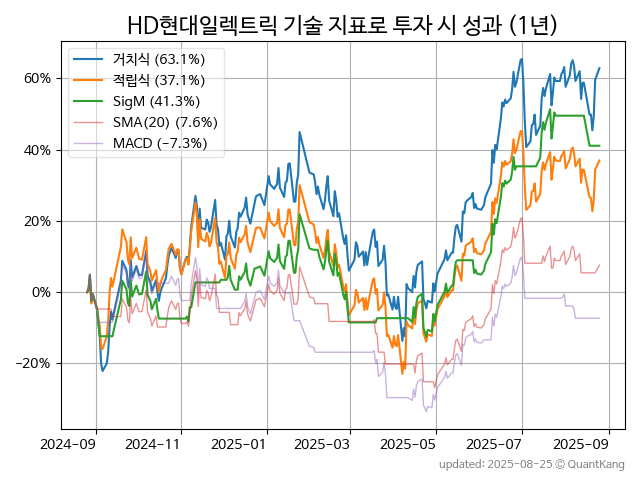 HD현대일렉트릭 기술 지표로 투자 시 성과 (1년)
거치식 (63.1%)
적립식 (37.1%)
SigM (41.3%)
SMA(20) (7.6%)
MACD (−7.3%)
60%
40%
20%
0%
−20%
2024−09
2024−11
2025−01
2025−03
2025−05
2025−07
2025−09
updated: 2025−08−25 ⓒ QuantKang